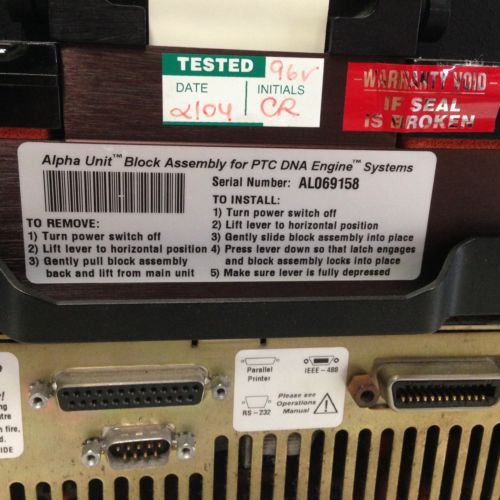 TESTED 96V
DATE INITIALS
2/04 CR
WARRANTY VOID
IF SEAL
IS BROKEN
Alpha Unit™ Block Assembly for PTC DNA Engine™ Systems
Serial Number: AL069158
TO REMOVE:
1) Turn power switch off
2) Lift lever to horizontal position
3) Gently pull block assembly
back and lift from main unit
TO INSTALL:
1) Turn power switch off
2) Lift lever to horizontal position
3) Gently slide block assembly into place
4) Press lever down so that latch engages
and block assembly locks into place
5) Make sure lever is fully depressed
Parallel
Printer
IEEE-488
RS-232
Please see
Operations
Manual
!